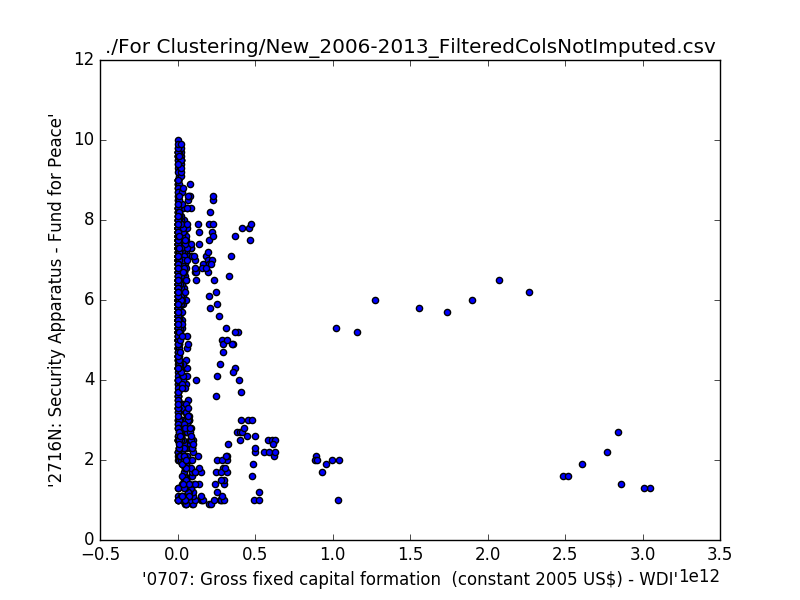 ./For Clustering/New_2006-2013_FilteredColsNotImputed.csv
12
10
8
6
4
2
0
'2716N: Security Apparatus - Fund for Peace'
−0.5 0.0 0.5 1.0 1.5 2.0 2.5 3.0 3.5
1e12
'0707: Gross fixed capital formation  (constant 2005 US$) - WDI'